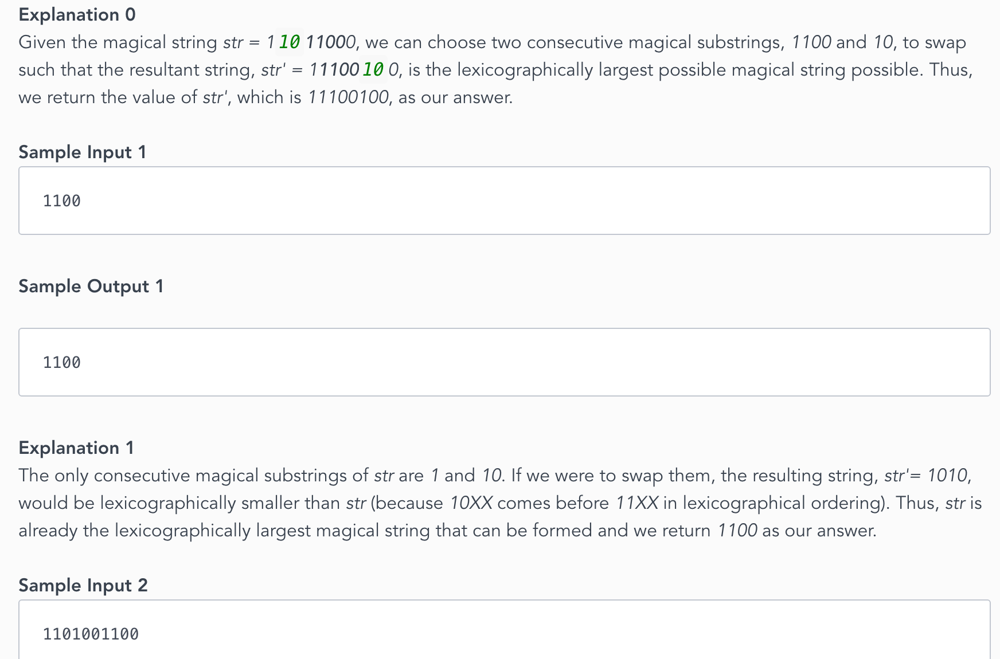 Explanation 0
Given the magical string str = 1 10 110000, we can choose two consecutive magical substrings, 1100 and 10, to swap
such that the resultant string, str' = 11100 10 0, is the lexicographically largest possible magical string possible. Thus,
we return the value of str', which is 11100100, as our answer.
Sample Input 1
1100
Sample Output 1
1100
Explanation 1
The only consecutive magical substrings of str are 1 and 10. If we were to swap them, the resulting string, str'= 1010,
would be lexicographically smaller than str (because 10XX comes before 11XX in lexicographical ordering). Thus, str is
already the lexicographically largest magical string that can be formed and we return 1100 as our answer.
Sample Input 2
1101001100